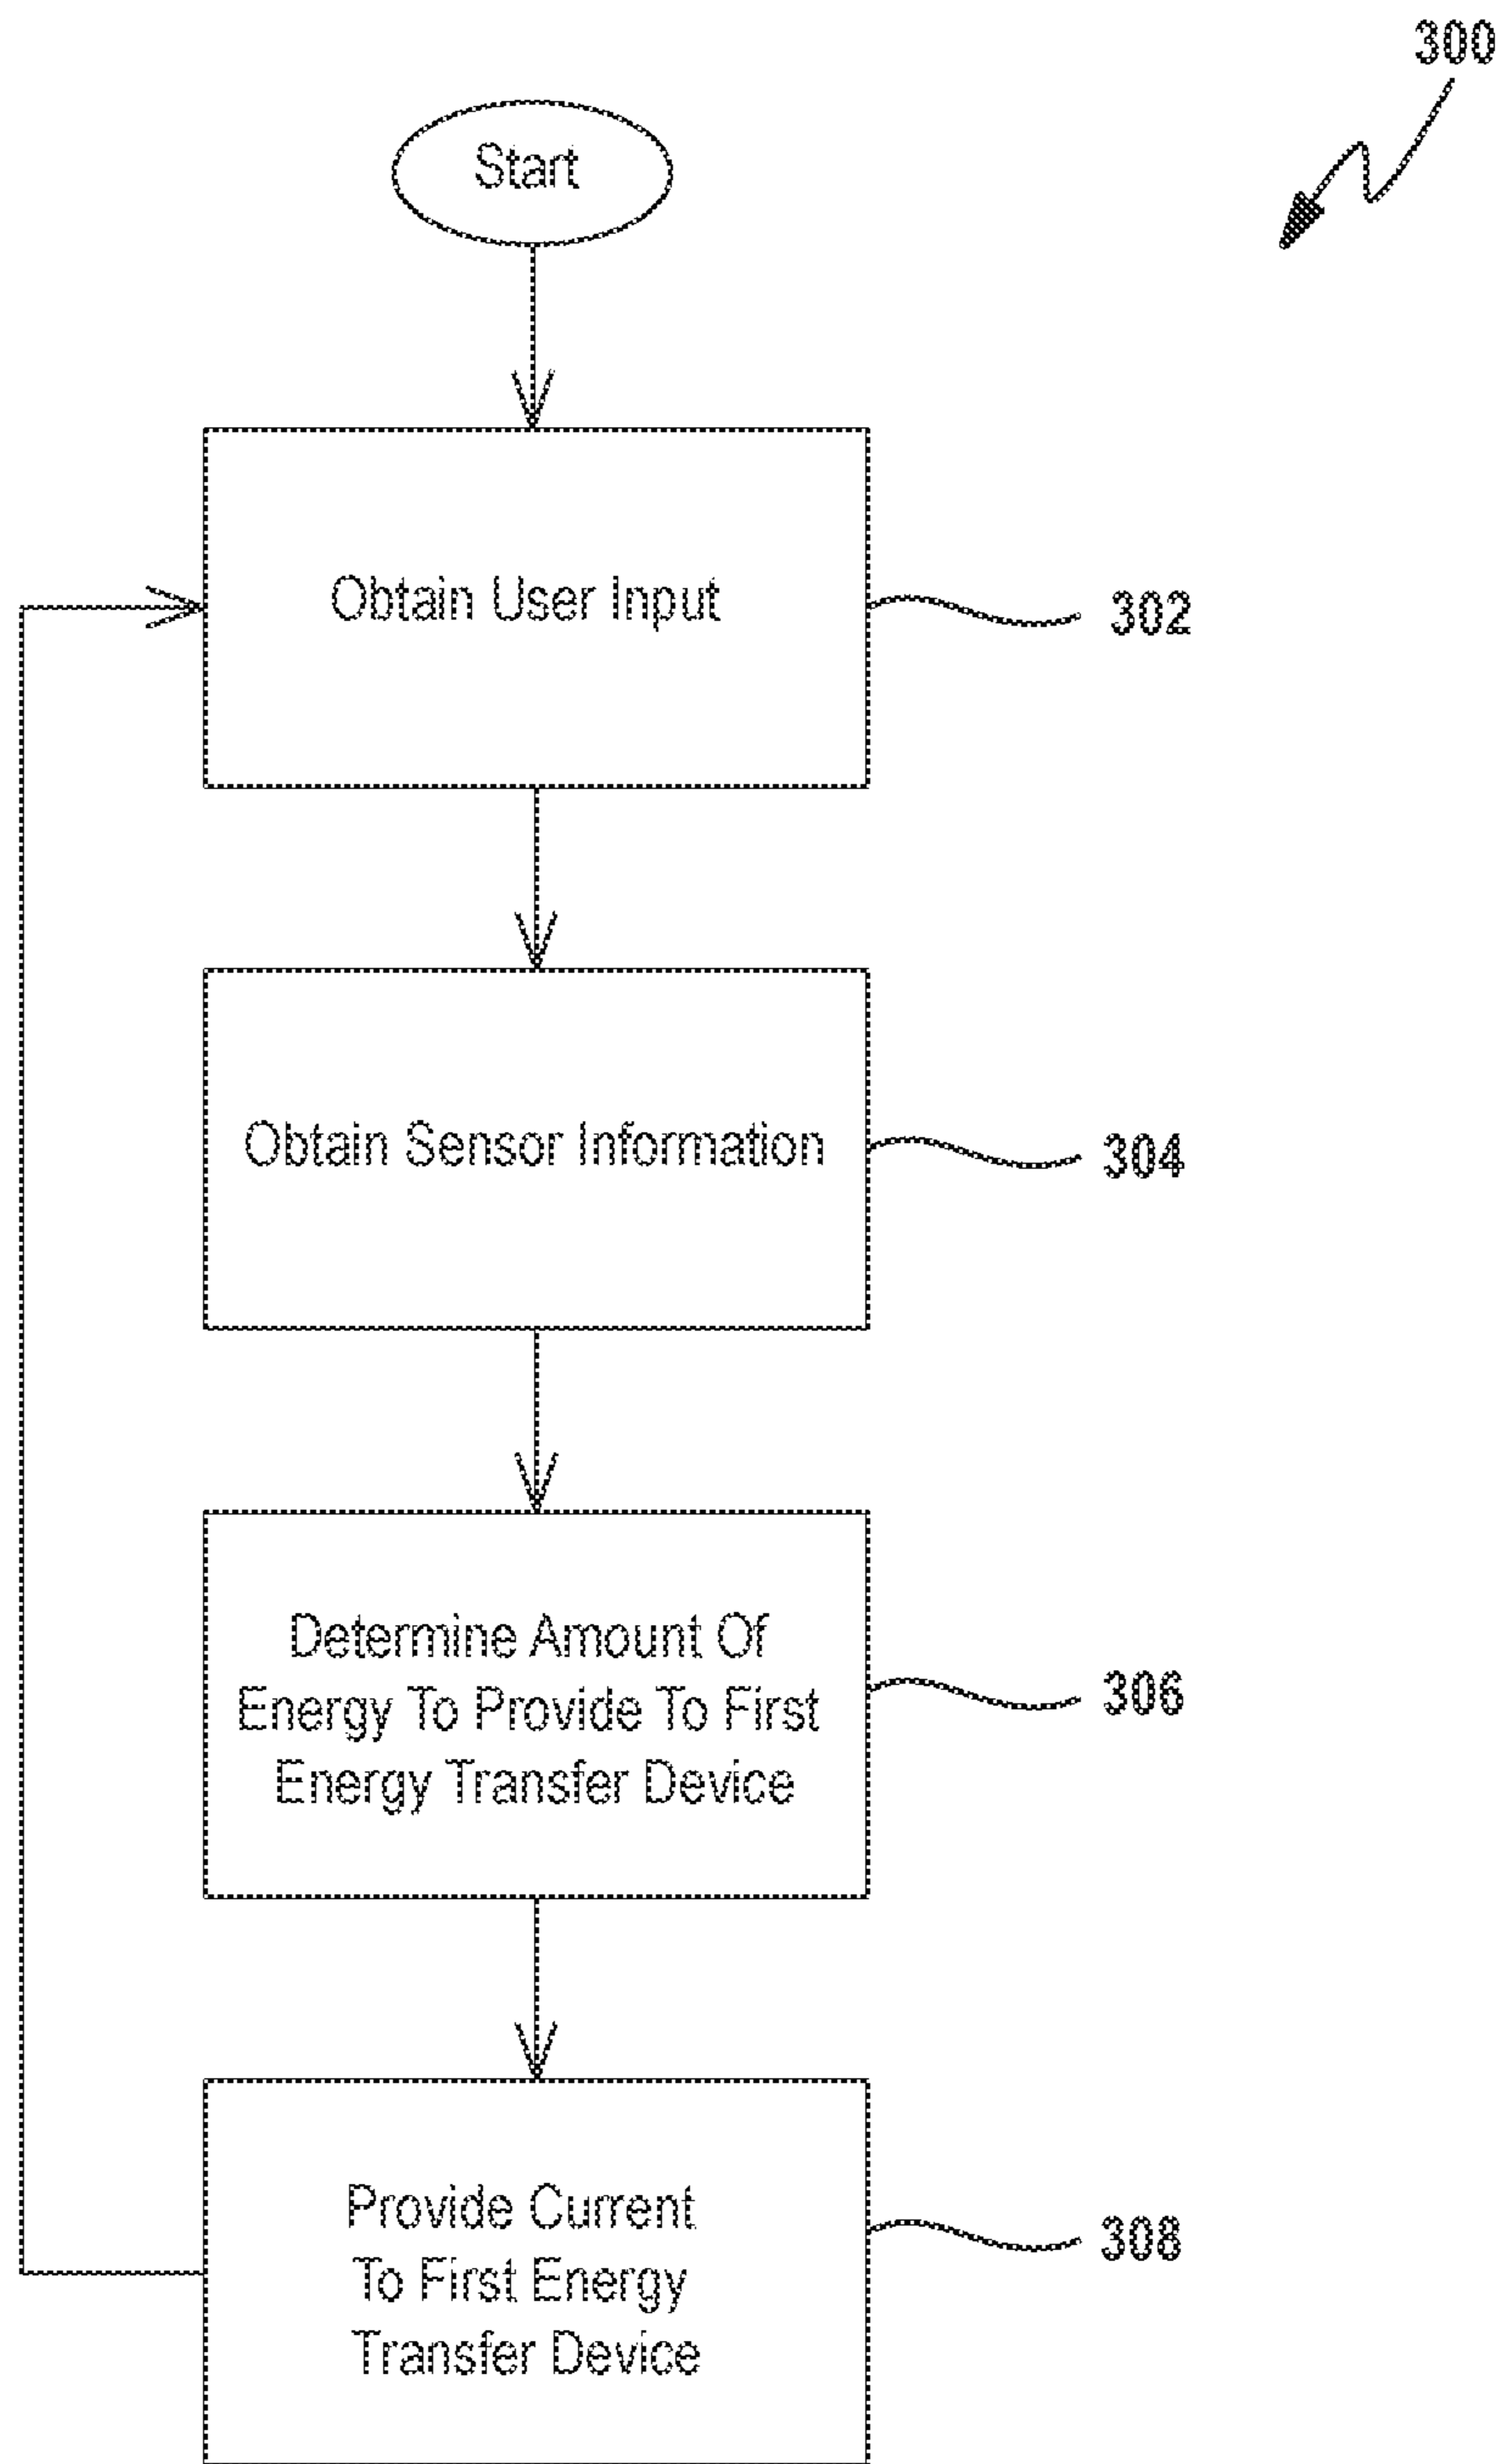 300
Start
Obtain User Input
302
Obtain Sensor Information
304
Determine Amount Of
Energy To Provide To First
Energy Transfer Device
306
Provide Current
To First Energy
Transfer Device
308